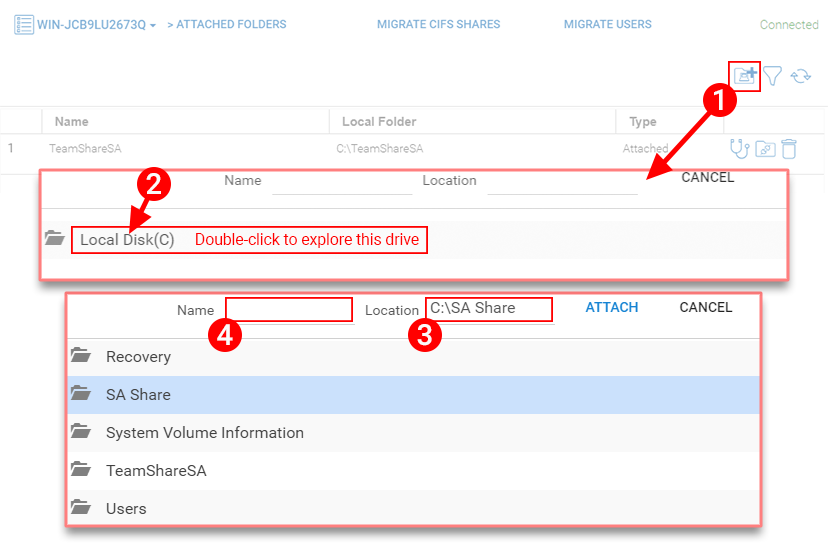 WIN-JCB9LU2673Q > ATTACHED FOLDERS MIGRATE CIFS SHARES MIGRATE USERS Connected
1
Name Local Folder Type
1 TeamShareSA C:\TeamShareSA Attached
2 Name Location CANCEL
Local Disk(C) Double-click to explore this drive
Name Location C:\SA Share ATTACH CANCEL
4 3
Recovery
SA Share
System Volume Information
TeamShareSA
Users